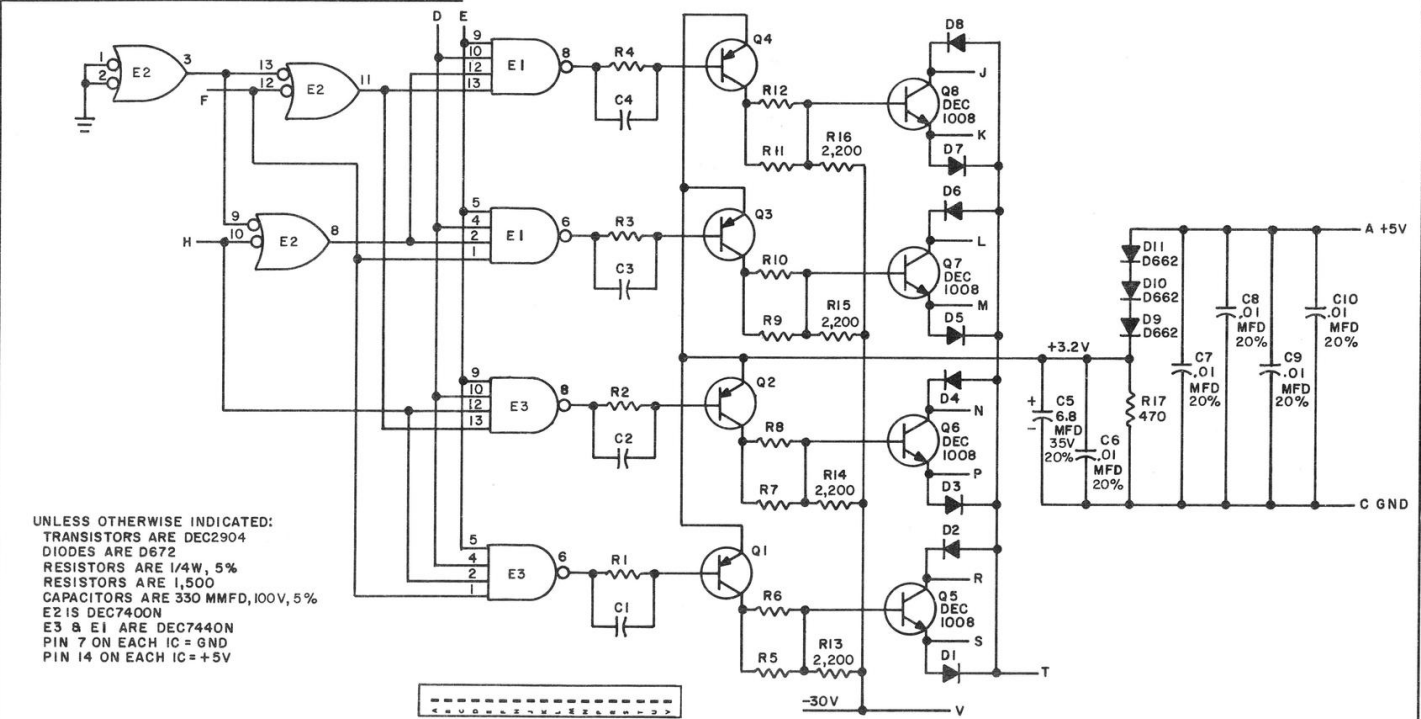 D E
D8
1
2
E2
3
13
12
E2
11
F
9
10
12
13
E1
8
R4
C4
Q4
R12
R11
R16
2,200
Q8
DEC
1008
J
K
D7
9
10
H
E2
8
5
4
2
1
E1
6
R3
C3
Q3
R10
R9
R15
2,200
D6
Q7
DEC
1008
L
M
D5
D11
D662
D10
D662
D9
D662
A +5V
C8
.01
MFD
20%
C10
.01
MFD
20%
+3.2V
C7
.01
MFD
20%
C9
.01
MFD
20%
9
10
12
13
E3
8
R2
C2
Q2
R8
R7
R14
2,200
D4
Q6
DEC
1008
N
P
D3
+
-
C5
6.8
MFD
35V
20%
C6
.01
MFD
20%
R17
470
C GND
5
4
2
1
E3
6
R1
C1
Q1
R6
R5
R13
2,200
D2
Q5
DEC
1008
R
S
D1
T
-30V
V
UNLESS OTHERWISE INDICATED:
TRANSISTORS ARE DEC2904
DIODES ARE D672
RESISTORS ARE 1/4W, 5%
RESISTORS ARE 1,500
CAPACITORS ARE 330 MMFD, 100V, 5%
E2 IS DEC7400N
E3 & E1 ARE DEC7440N
PIN 7 ON EACH IC = GND
PIN 14 ON EACH IC = +5V
A B C D E F H J K L M N P R S T U V